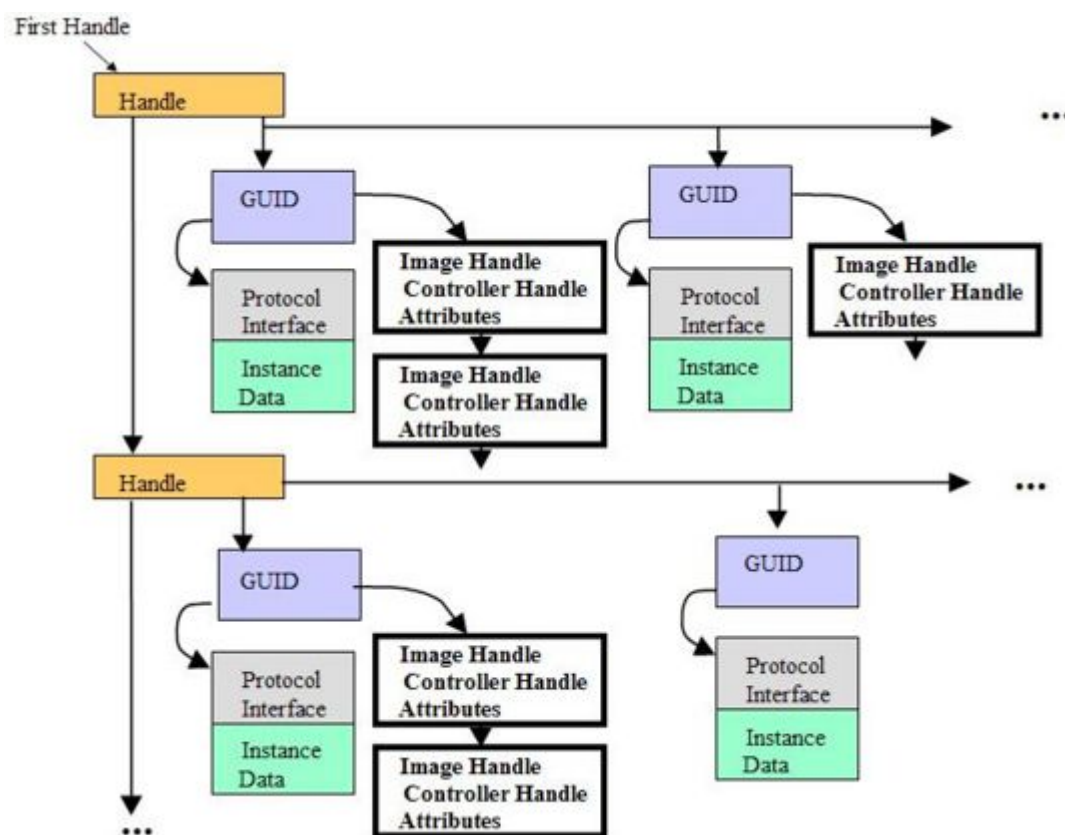 First Handle
Handle
...
GUID
GUID
Image Handle
Controller Handle
Attributes
Image Handle
Controller Handle
Attributes
Protocol
Interface
Protocol
Interface
Instance
Data
Image Handle
Controller Handle
Attributes
Instance
Data
Handle
...
GUID
GUID
Image Handle
Controller Handle
Attributes
Protocol
Interface
Protocol
Interface
Instance
Data
Image Handle
Controller Handle
Attributes
Instance
Data
...